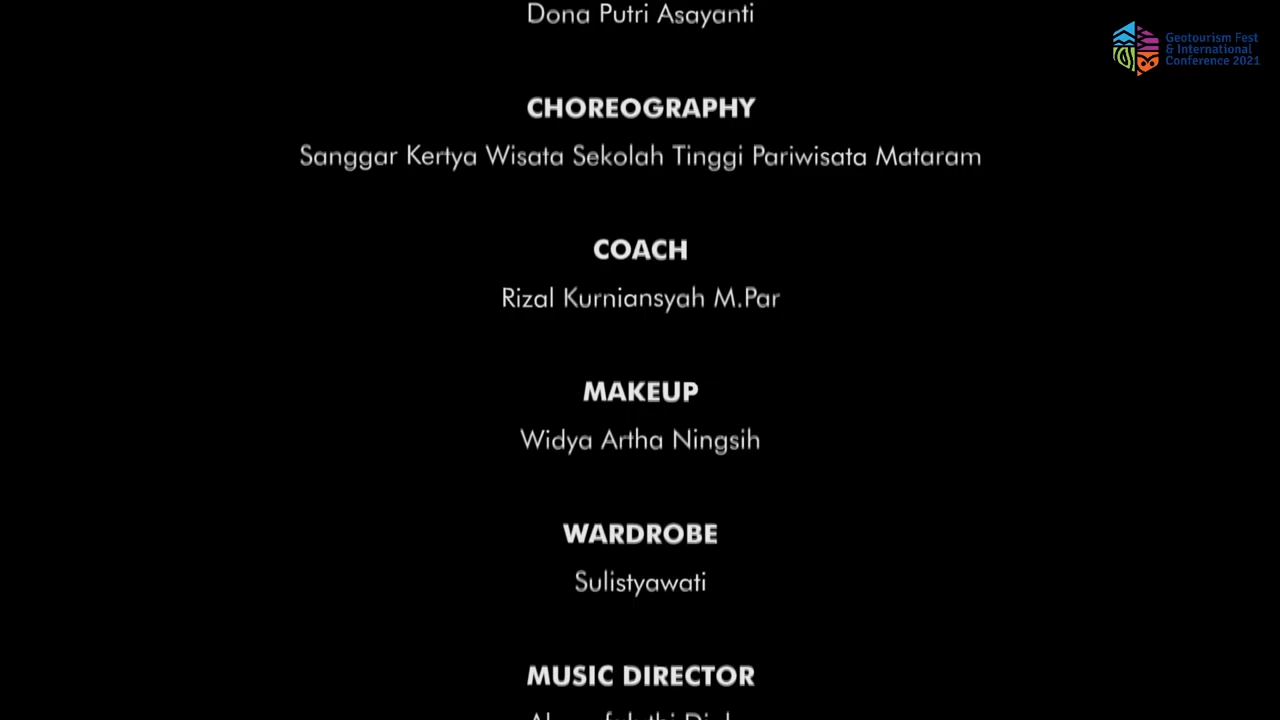 Dona Putri Asayanti
Geotourism Fest
& International
Conference 2021
CHOREOGRAPHY
Sanggar Kertya Wisata Sekolah Tinggi Pariwisata Mataram
COACH
Rizal Kurniansyah M.Par
MAKEUP
Widya Artha Ningsih
WARDROBE
Sulistyawati
MUSIC DIRECTOR